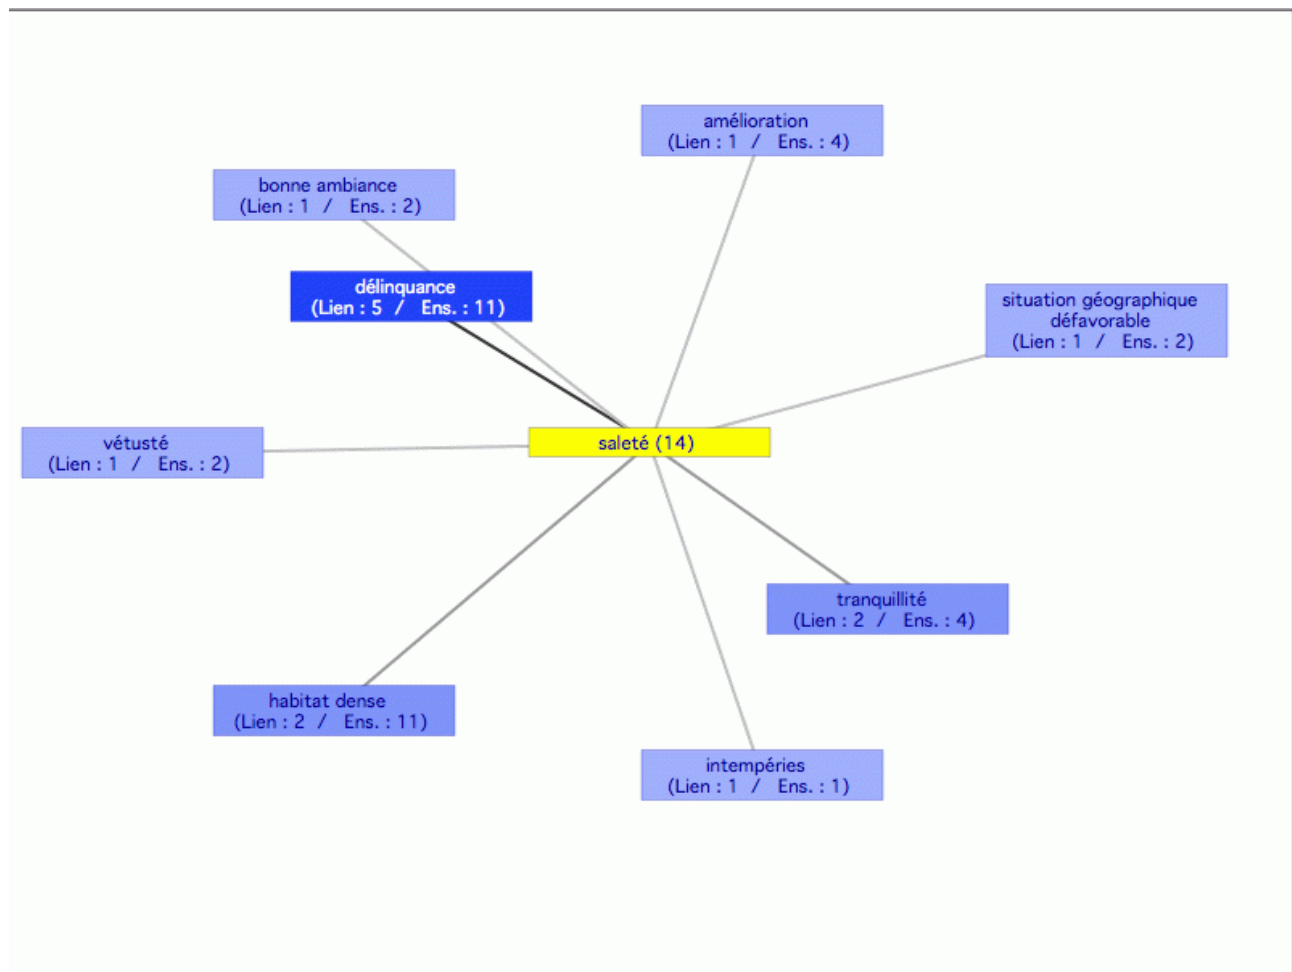 amélioration
(Lien : 1 / Ens. : 4)
bonne ambiance
(Lien : 1 / Ens. : 2)
délinquance
(Lien : 5 / Ens. : 11)
situation géographique
défavorable
(Lien : 1 / Ens. : 2)
vétusté
(Lien : 1 / Ens. : 2)
saleté (14)
tranquillité
(Lien : 2 / Ens. : 4)
habitat dense
(Lien : 2 / Ens. : 11)
intempéries
(Lien : 1 / Ens. : 1)